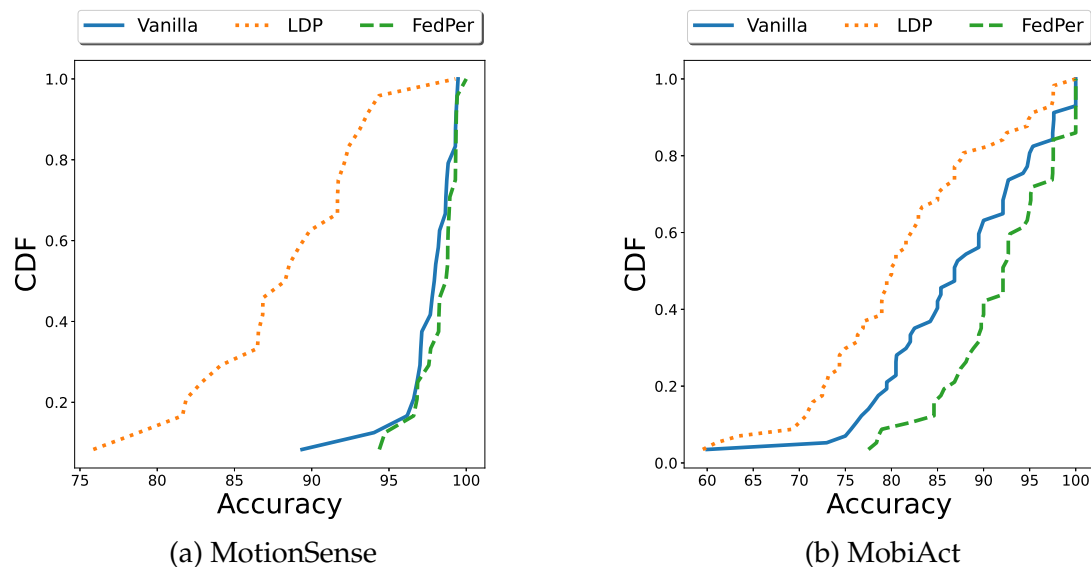 Vanilla LDP FedPer
1.0
0.8
0.6
0.4
0.2
CDF
75 80 85 90 95 100
Accuracy
(a) MotionSense
Vanilla LDP FedPer
1.0
0.8
0.6
0.4
0.2
0.0
CDF
60 65 70 75 80 85 90 95 100
Accuracy
(b) MobiAct